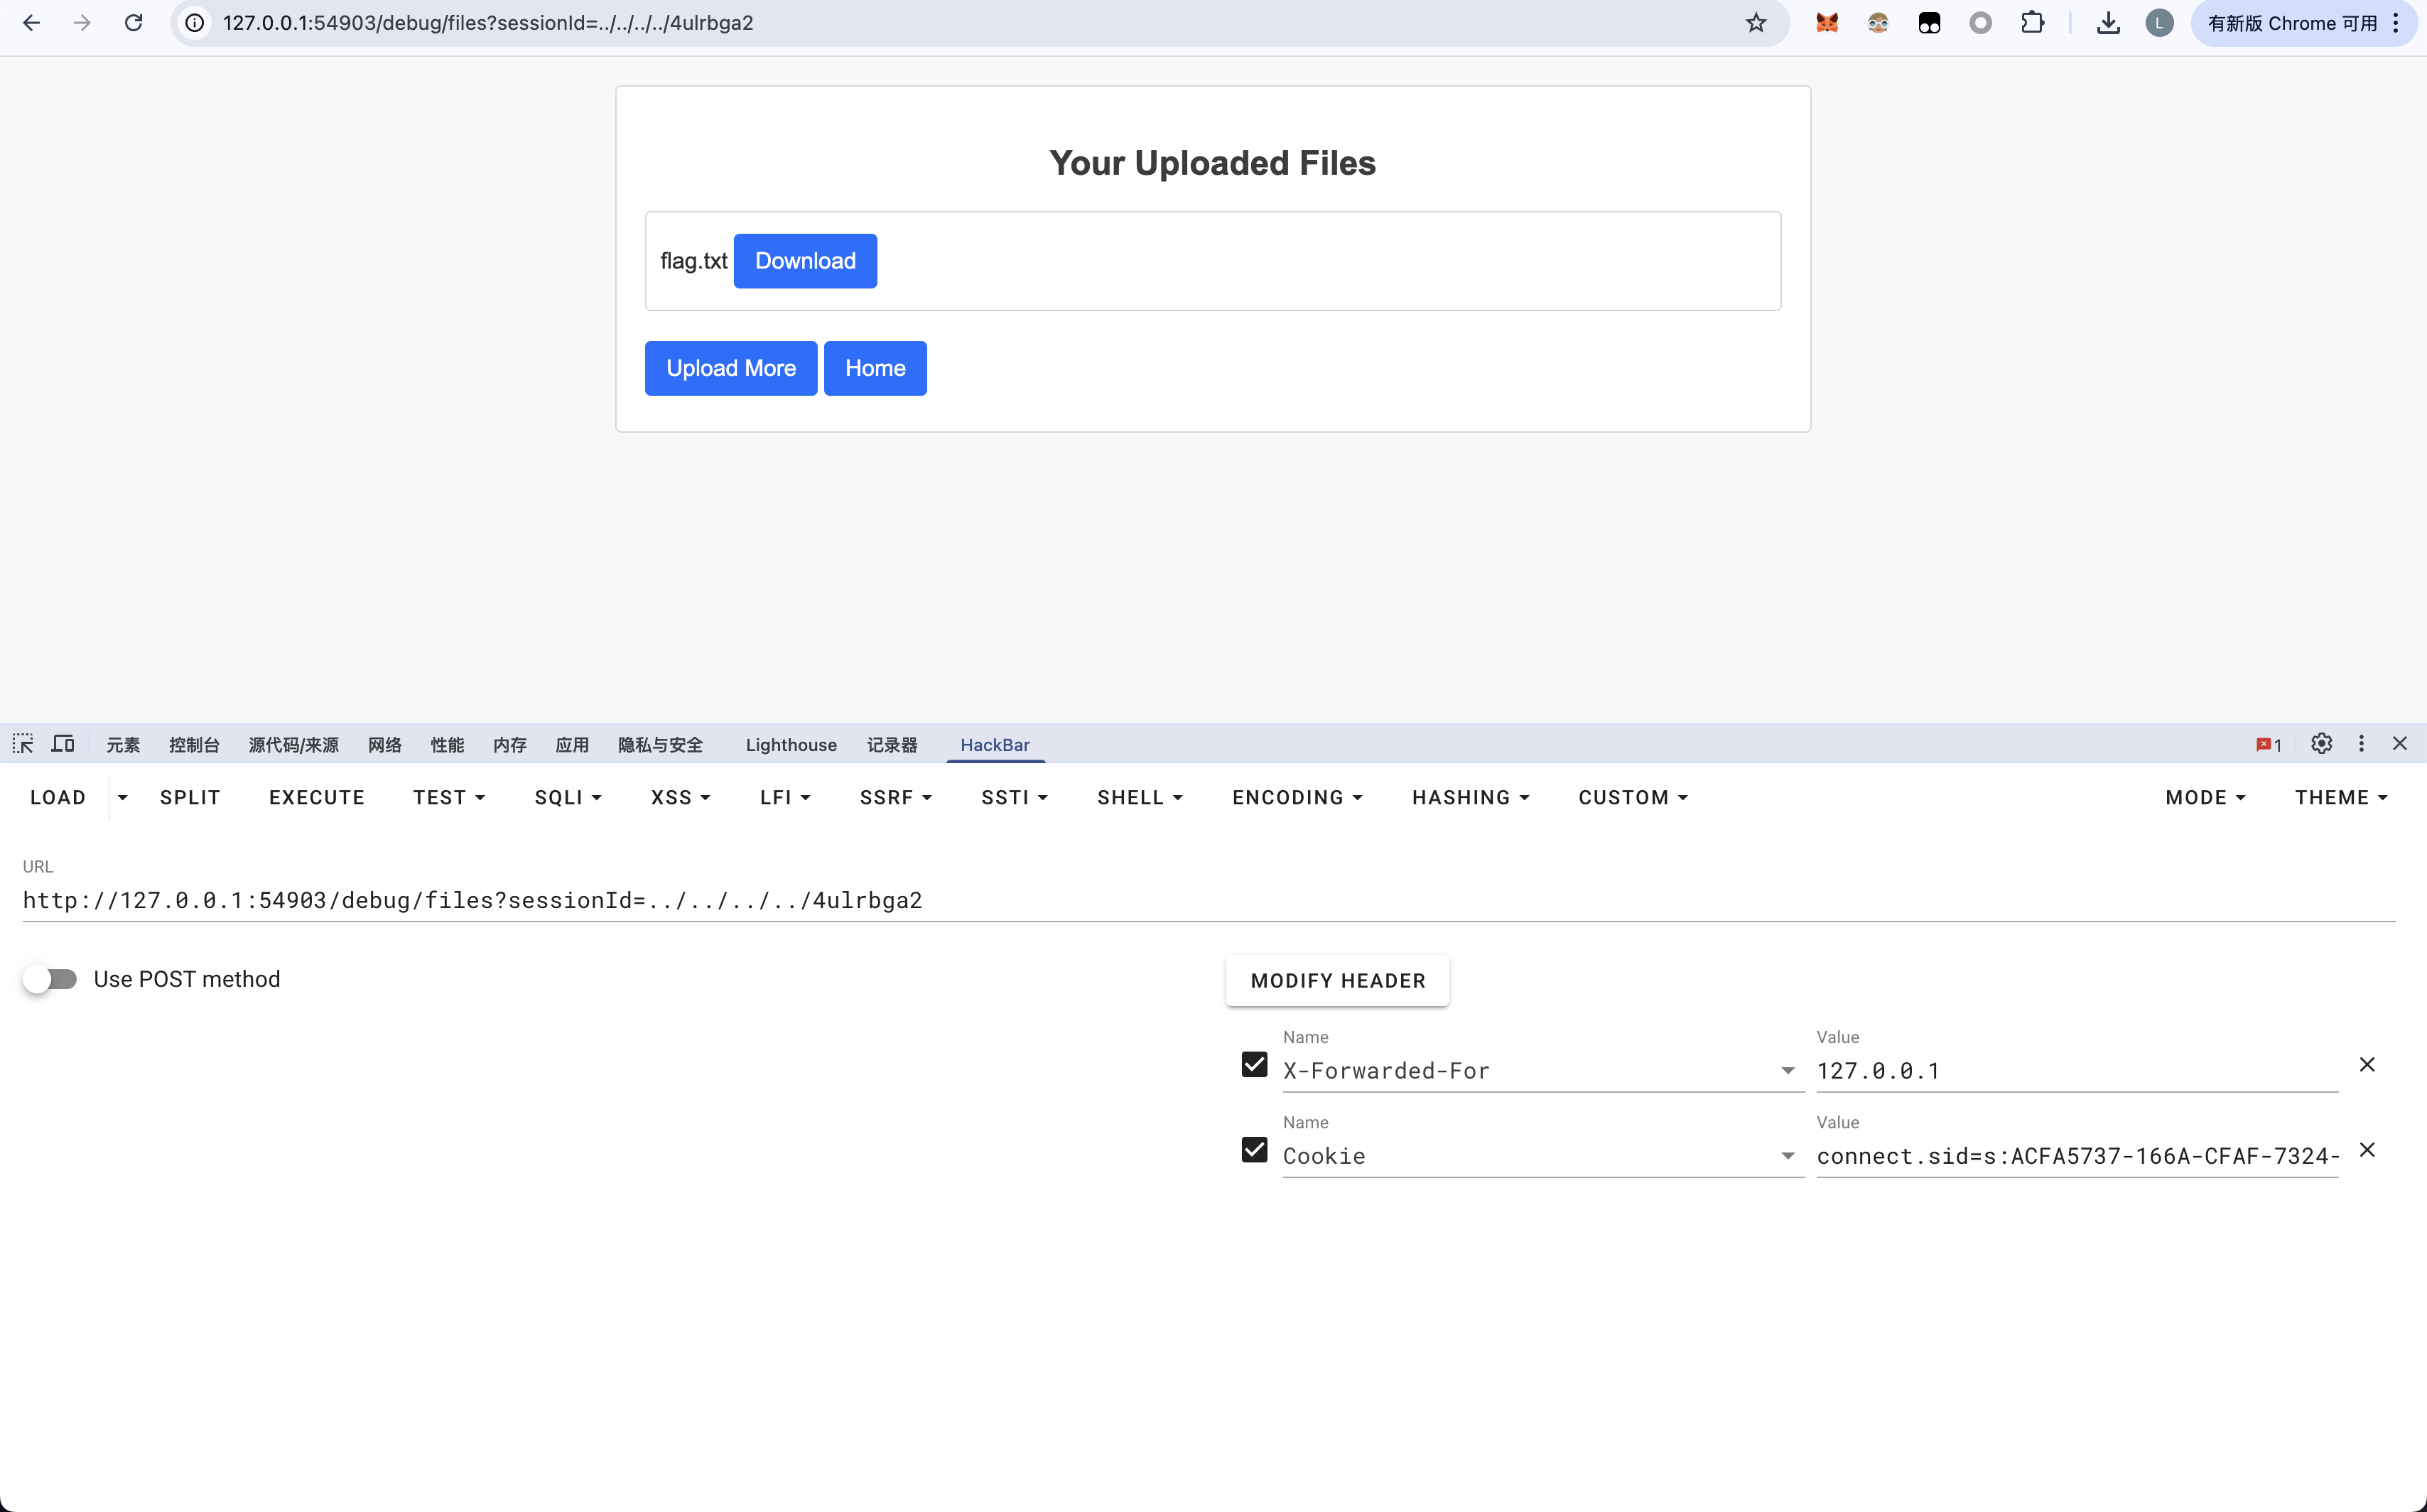 127.0.0.1:54903/debug/files?sessionId=../../../../4ulrbga2
L
有新版 Chrome 可用
Your Uploaded Files
flag.txt Download
Upload More Home
元素 控制台 源代码/来源 网络 性能 内存 应用 隐私与安全 Lighthouse 记录器 HackBar 1
LOAD SPLIT EXECUTE TEST SQLI XSS LFI SSRF SSTI SHELL ENCODING HASHING CUSTOM MODE THEME
URL
http://127.0.0.1:54903/debug/files?sessionId=../../../../4ulrbga2
Use POST method
MODIFY HEADER
Name Value
X-Forwarded-For 127.0.0.1
Name Value
Cookie connect.sid=s:ACFA5737-166A-CFAF-7324-